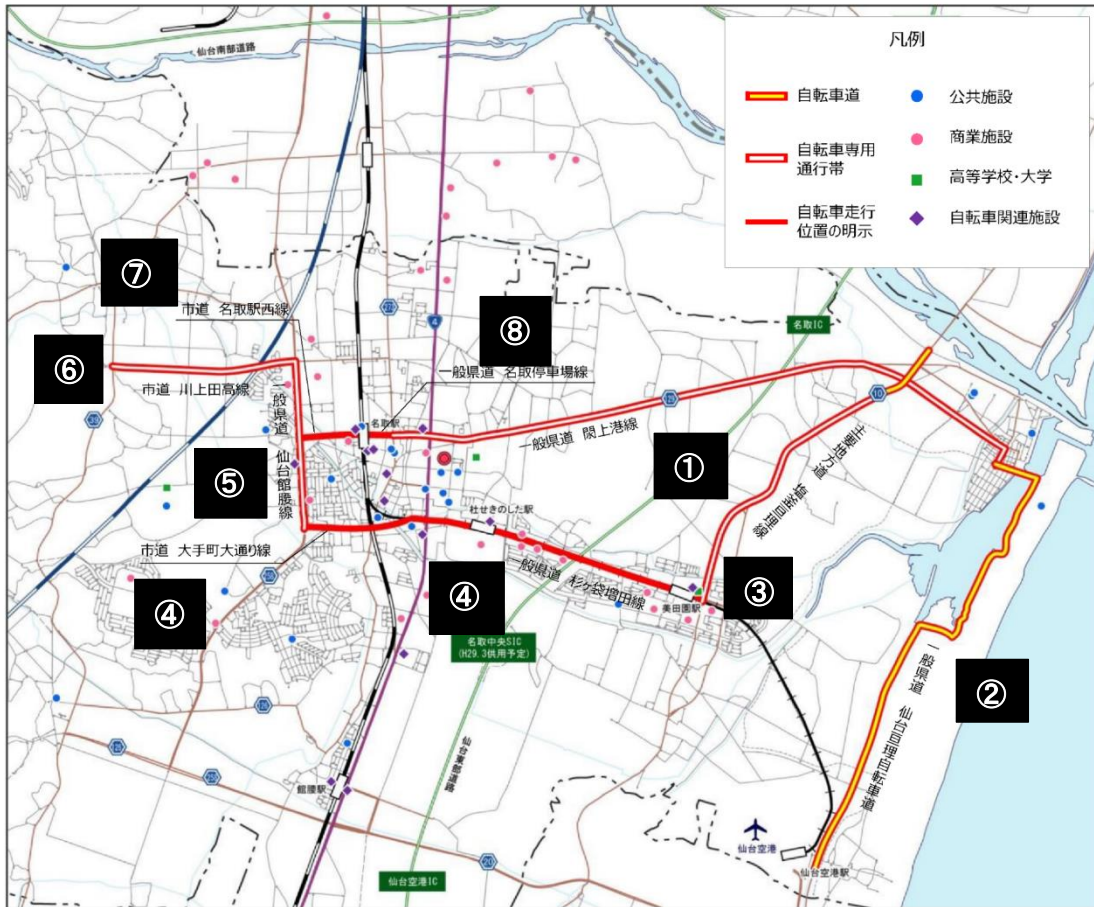 凡例
自転車道
自転車専用
通行帯
自転車走行
位置の明示
公共施設
商業施設
高等学校・大学
自転車関連施設
仙台南部道路
⑦
市道 名取駅西線
⑧
4
名取IC
⑥
市道 川上田高線
一般県道 名取停車場線
10
39
一般県道 仙台館腰線
名取駅
一般県道 閖上港線
①
主要地方道 塩釜亘理線
⑤
杜せきのした駅
市道 大手町大通り線
④
④
一般県道 杉ヶ袋増田線
美田園駅
③
名取中央SIC
(H29.3供用予定)
②
一般県道 仙台亘理自転車道
仙台東部道路
館腰駅
20
仙台空港
仙台空港駅
仙台空港IC